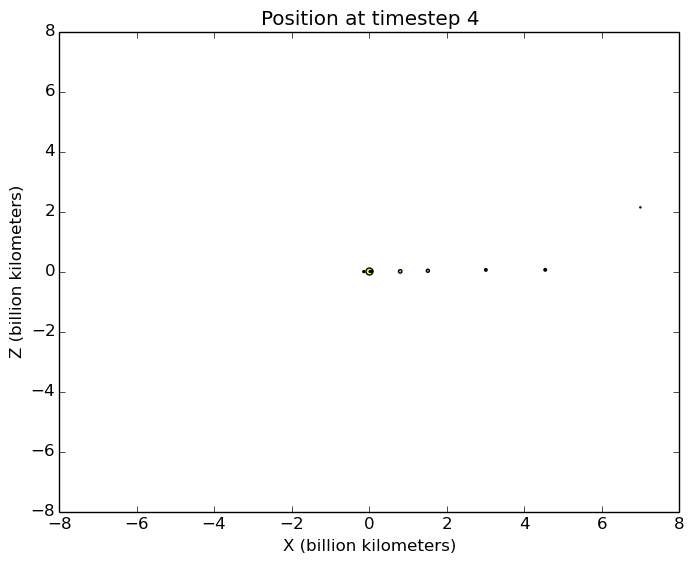 Position at timestep 4
8
6
4
2
0
−2
−4
−6
−8
Z (billion kilometers)
−8 −6 −4 −2 0 2 4 6 8
X (billion kilometers)